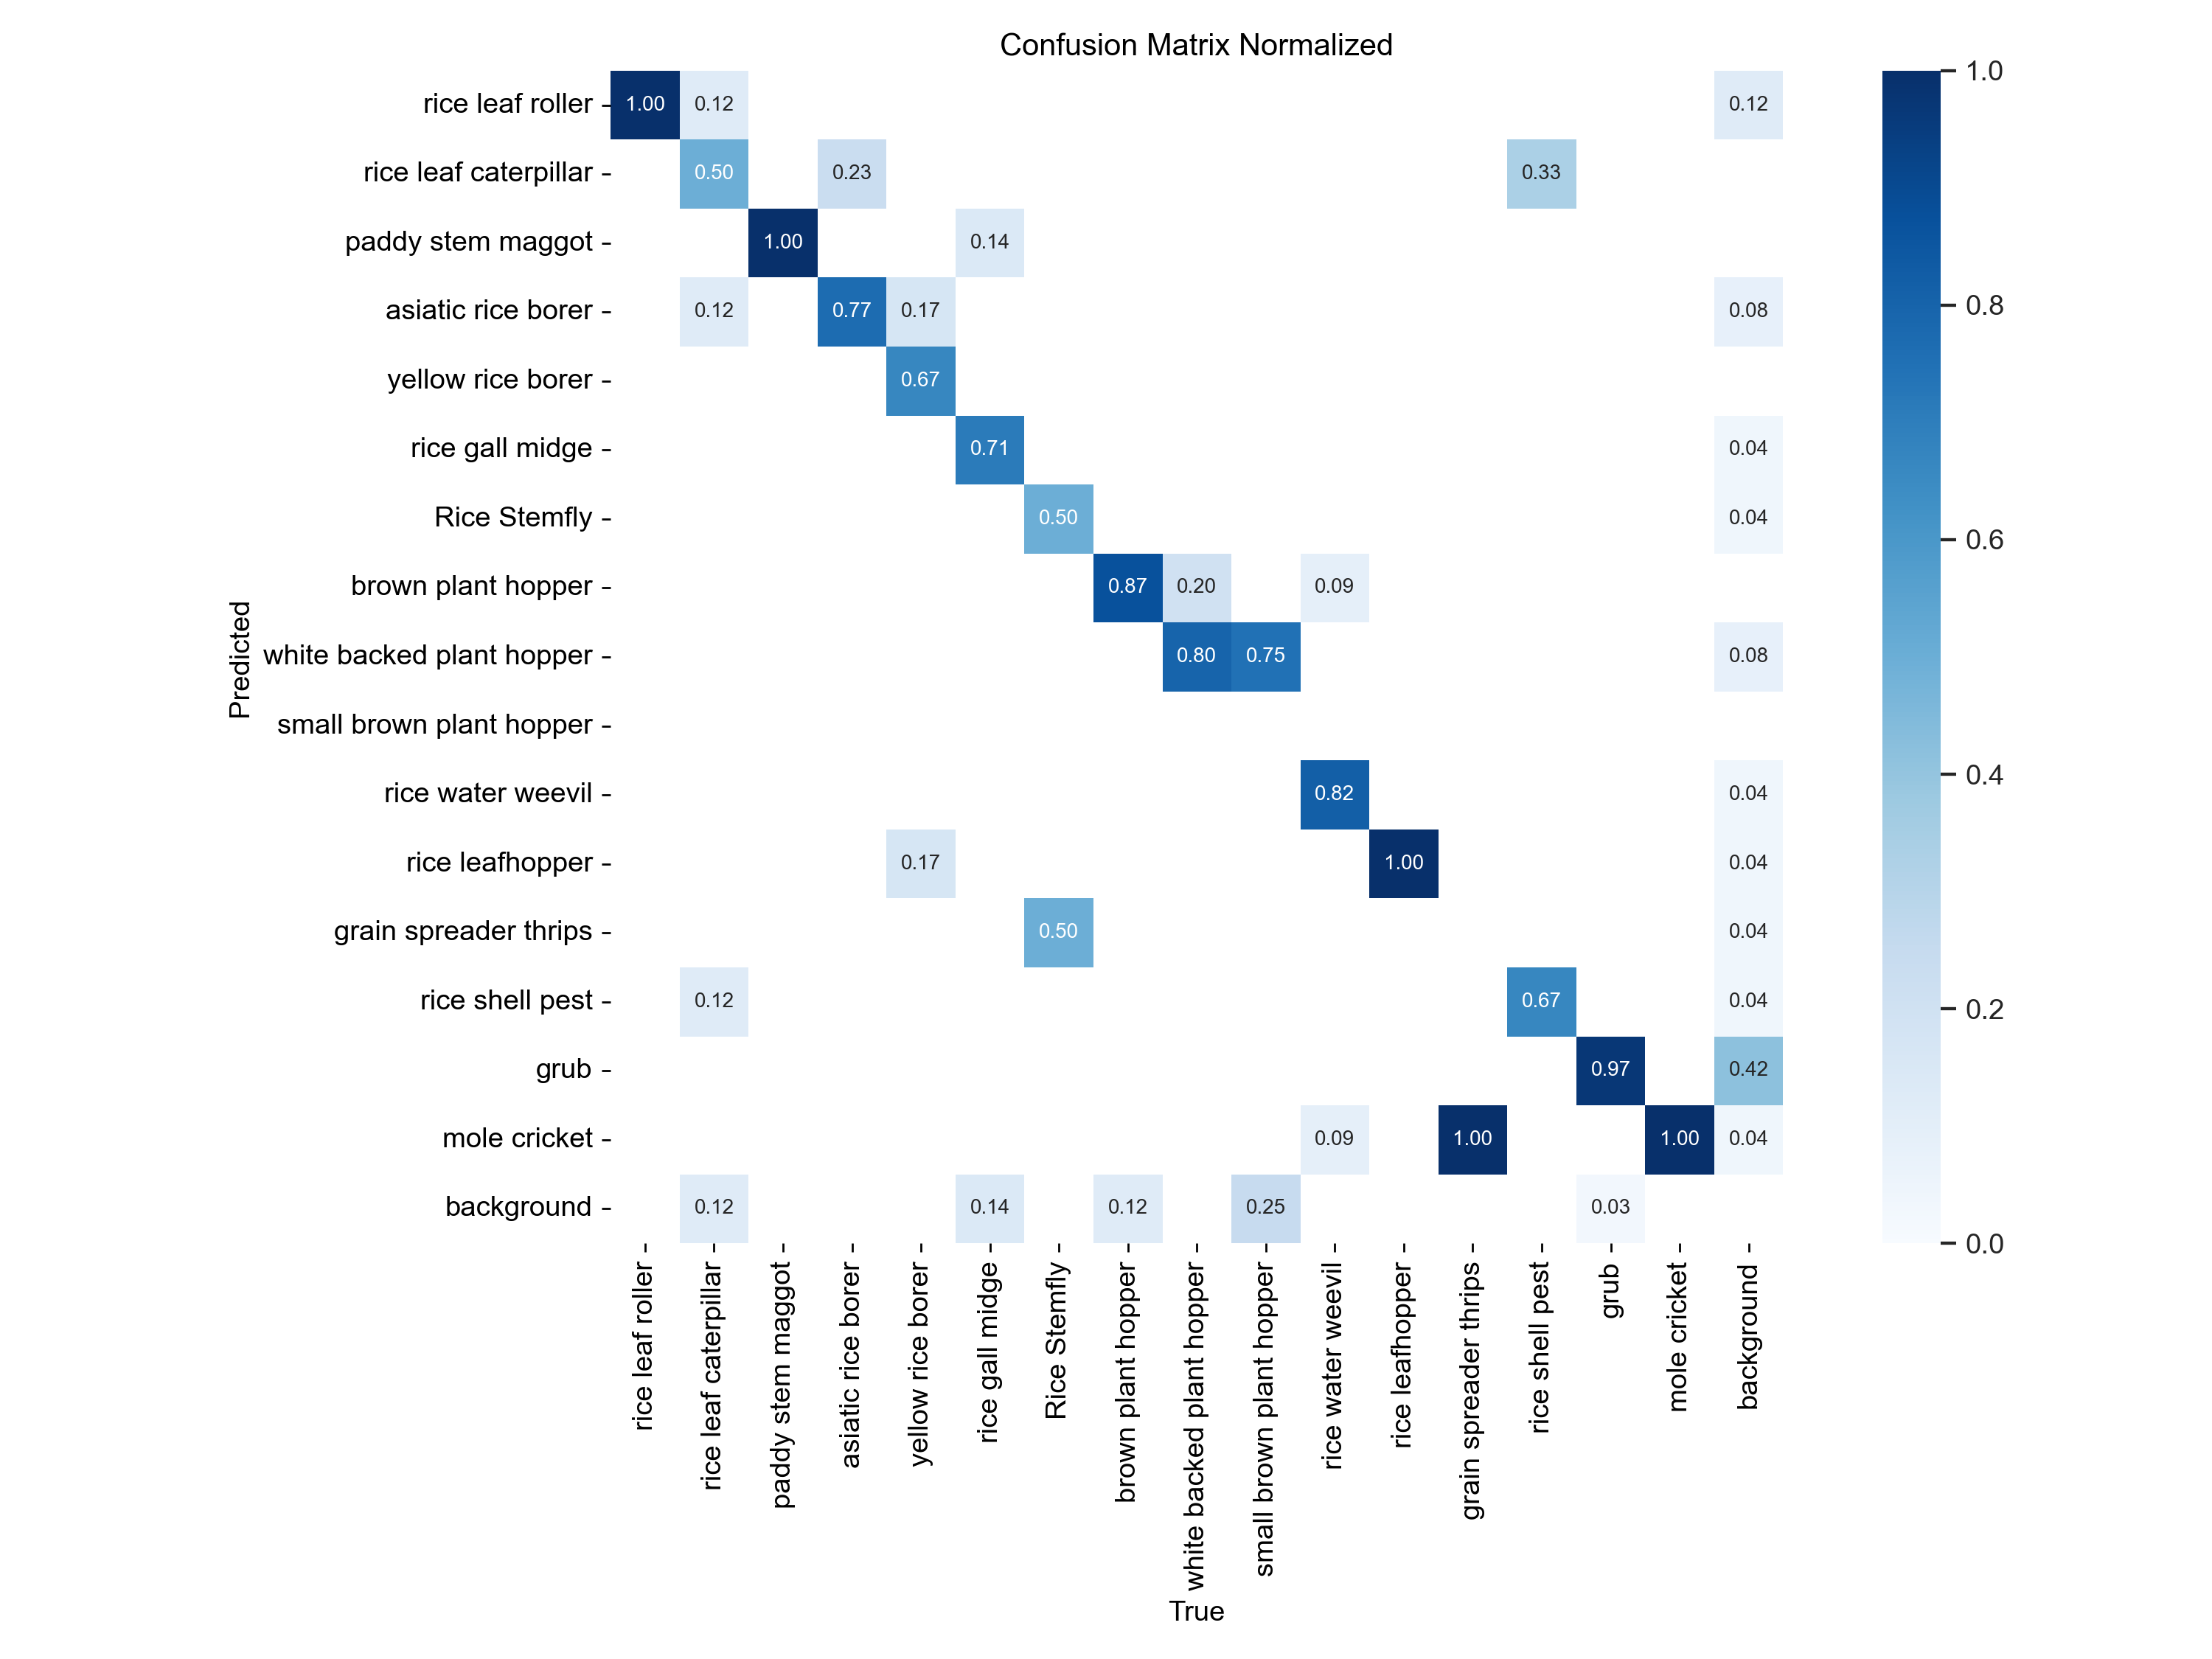 Confusion Matrix Normalized
rice leaf roller 1.00 0.12 0.12
rice leaf caterpillar 0.50 0.23 0.33
paddy stem maggot 1.00 0.14
asiatic rice borer 0.12 0.77 0.17 0.08
yellow rice borer 0.67
rice gall midge 0.71 0.04
Rice Stemfly 0.50 0.04
brown plant hopper 0.87 0.20 0.09
white backed plant hopper 0.80 0.75 0.08
small brown plant hopper
rice water weevil 0.82 0.04
rice leafhopper 0.17 1.00 0.04
grain spreader thrips 0.50 0.04
rice shell pest 0.12 0.67 0.04
grub 0.97 0.42
mole cricket 0.09 1.00 1.00 0.04
background 0.12 0.14 0.12 0.25 0.03
Predicted
rice leaf roller
rice leaf caterpillar
paddy stem maggot
asiatic rice borer
yellow rice borer
rice gall midge
Rice Stemfly
brown plant hopper
white backed plant hopper
small brown plant hopper
rice water weevil
rice leafhopper
grain spreader thrips
rice shell pest
grub
mole cricket
background
True
1.0
0.8
0.6
0.4
0.2
0.0